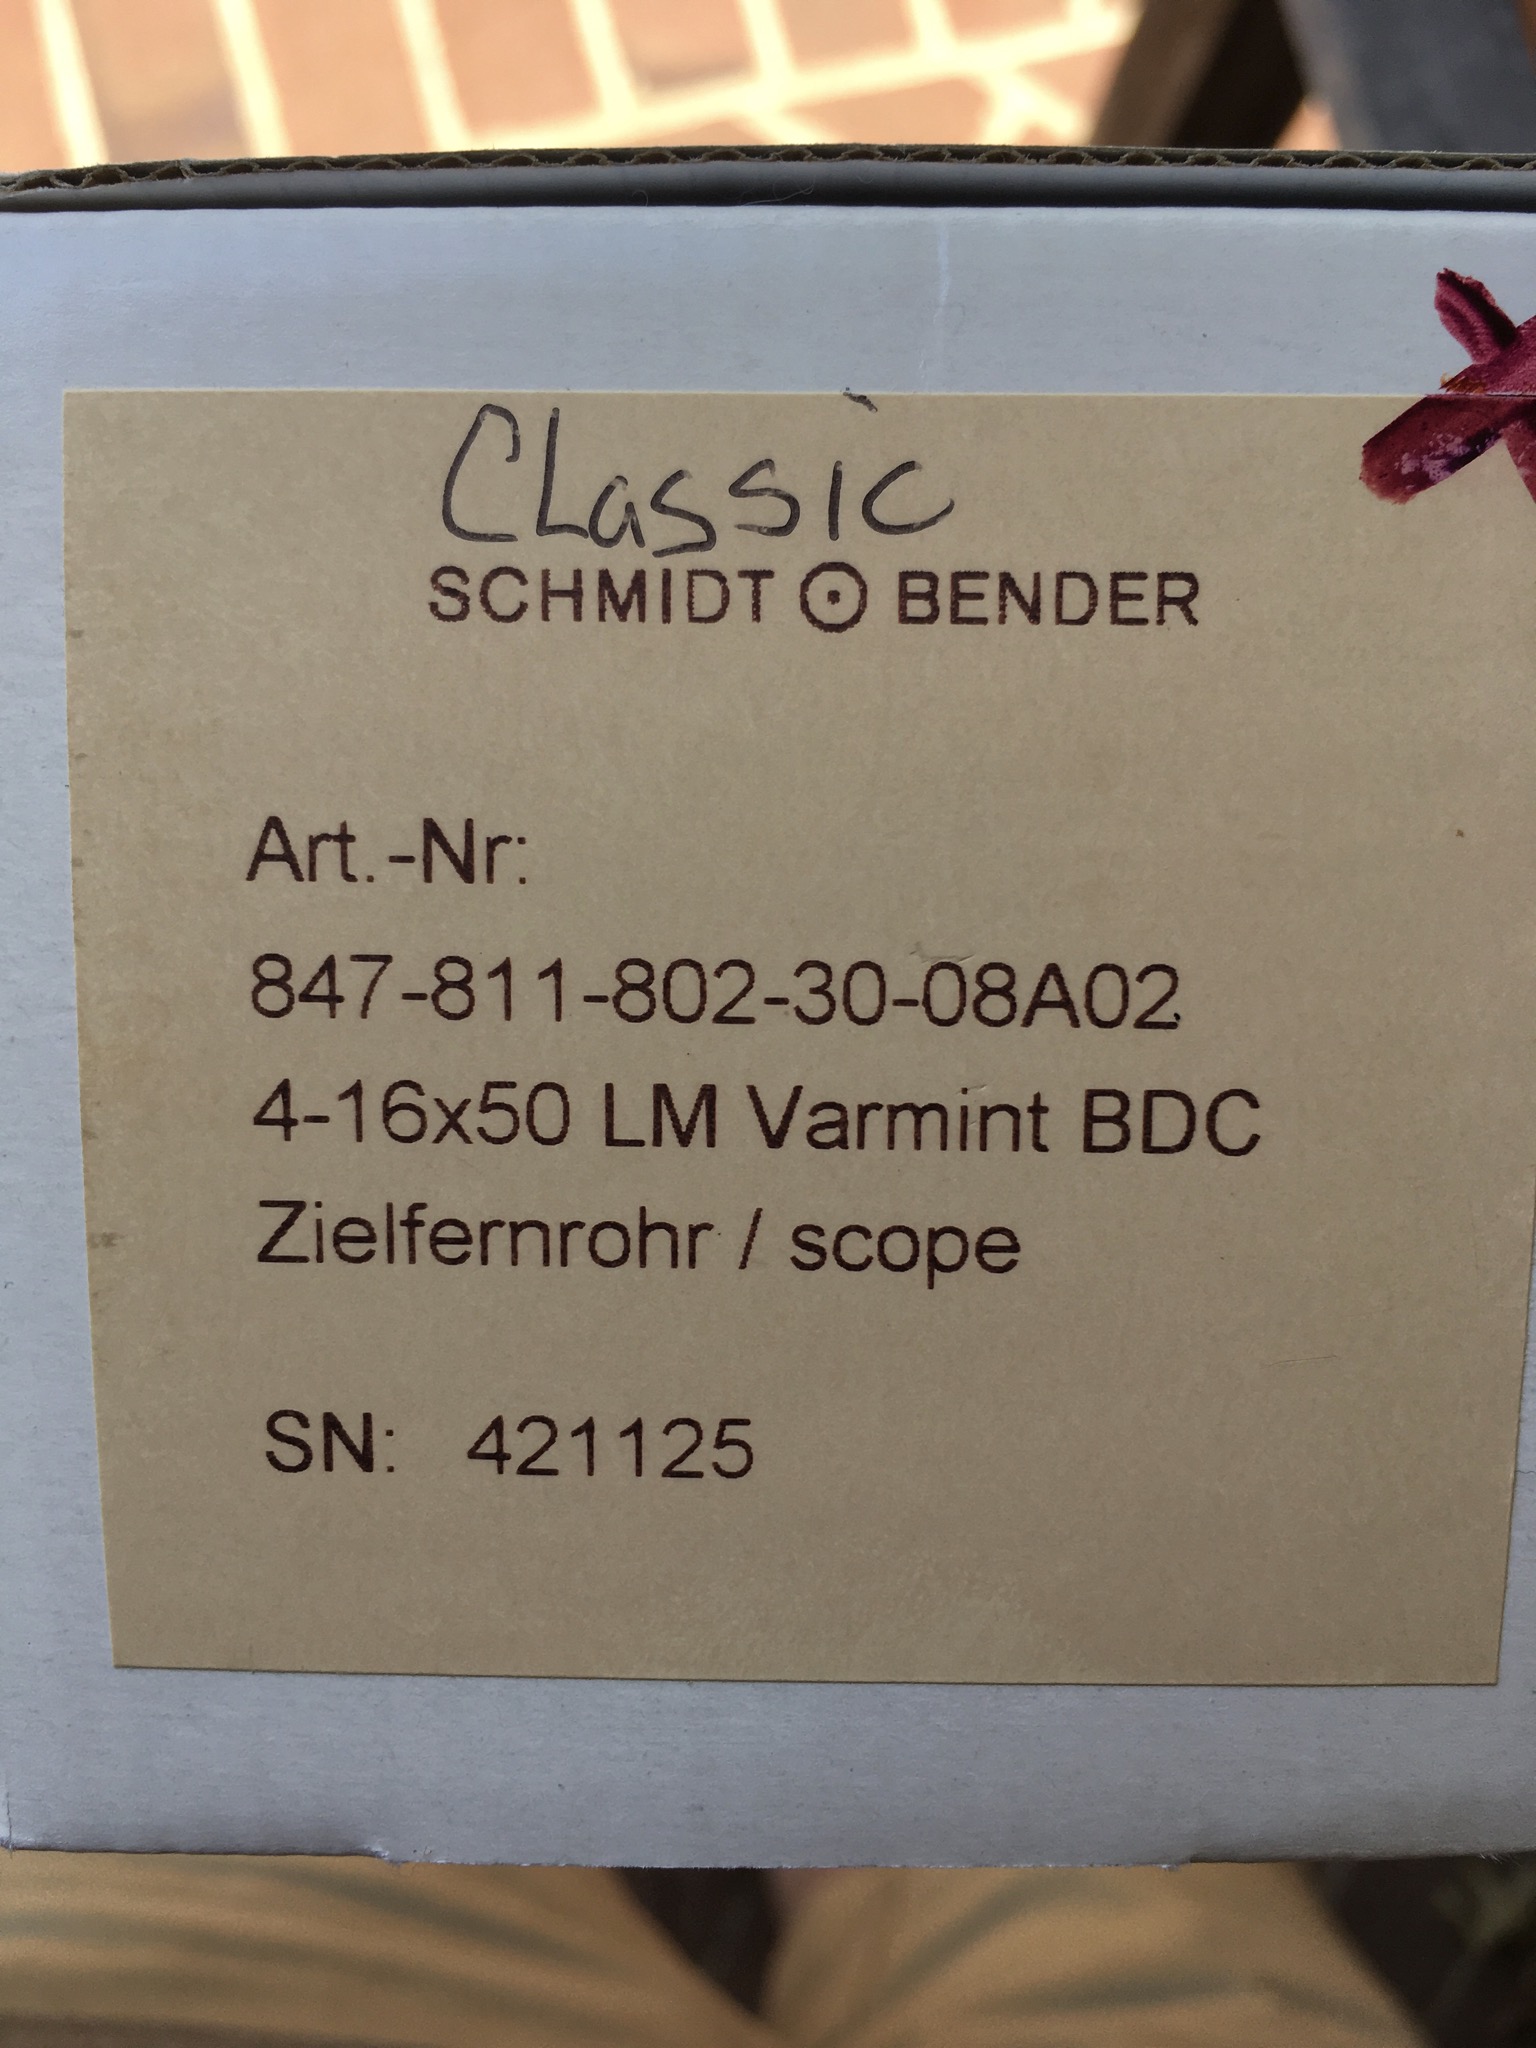 CLassic
SCHMIDT BENDER
Art.-Nr:
847-811-802-30-08A02
4-16x50 LM Varmint BDC
Zielfernrohr / scope
SN: 421125